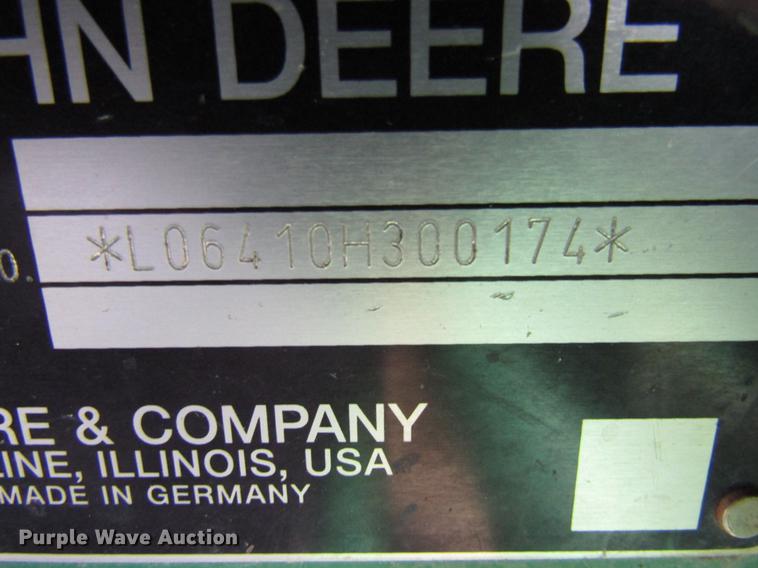 HN DEERE
O. *L06410H300174*
RE & COMPANY
LINE, ILLINOIS, USA
MADE IN GERMANY
Purple Wave Auction